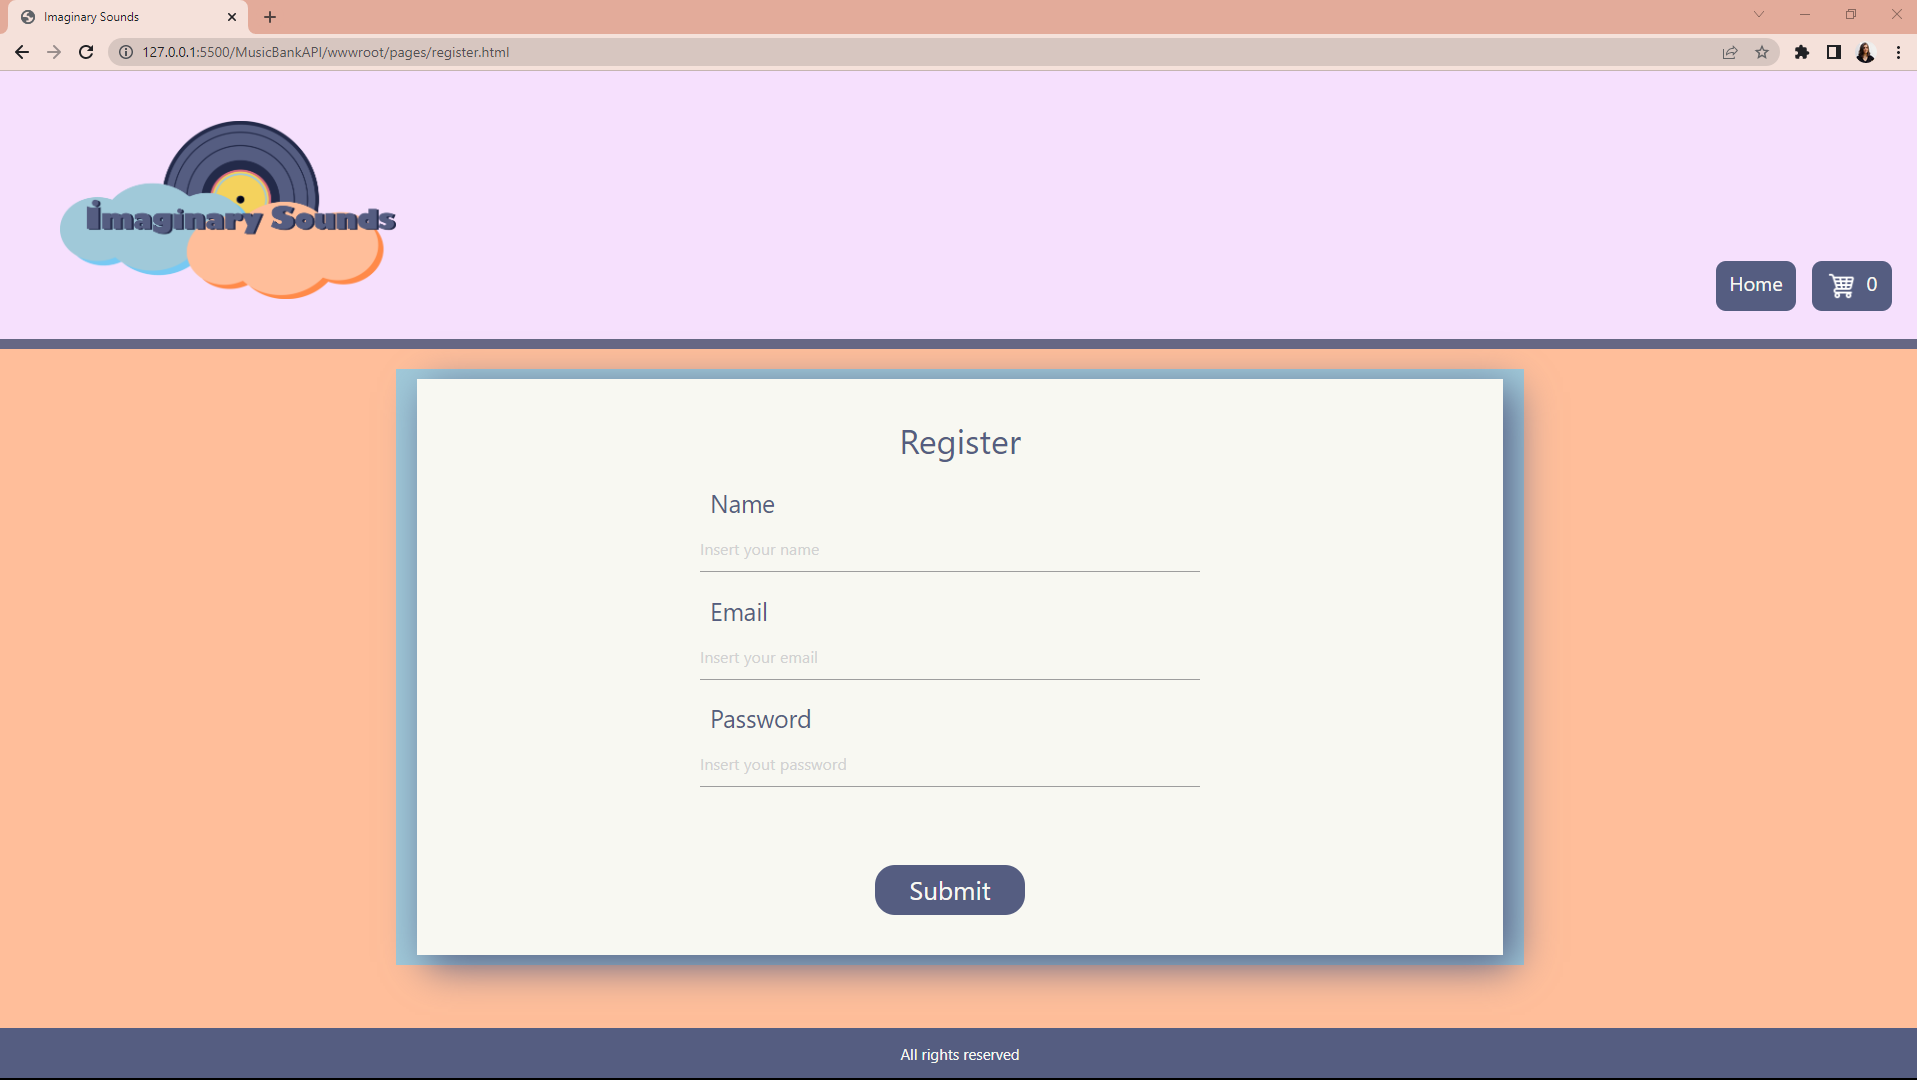 Imaginary Sounds
127.0.0.1:5500/MusicBankAPI/wwwroot/pages/register.html
Imaginary Sounds
Home
0
Register
Name
Insert your name
Email
Insert your email
Password
Insert yout password
Submit
All rights reserved